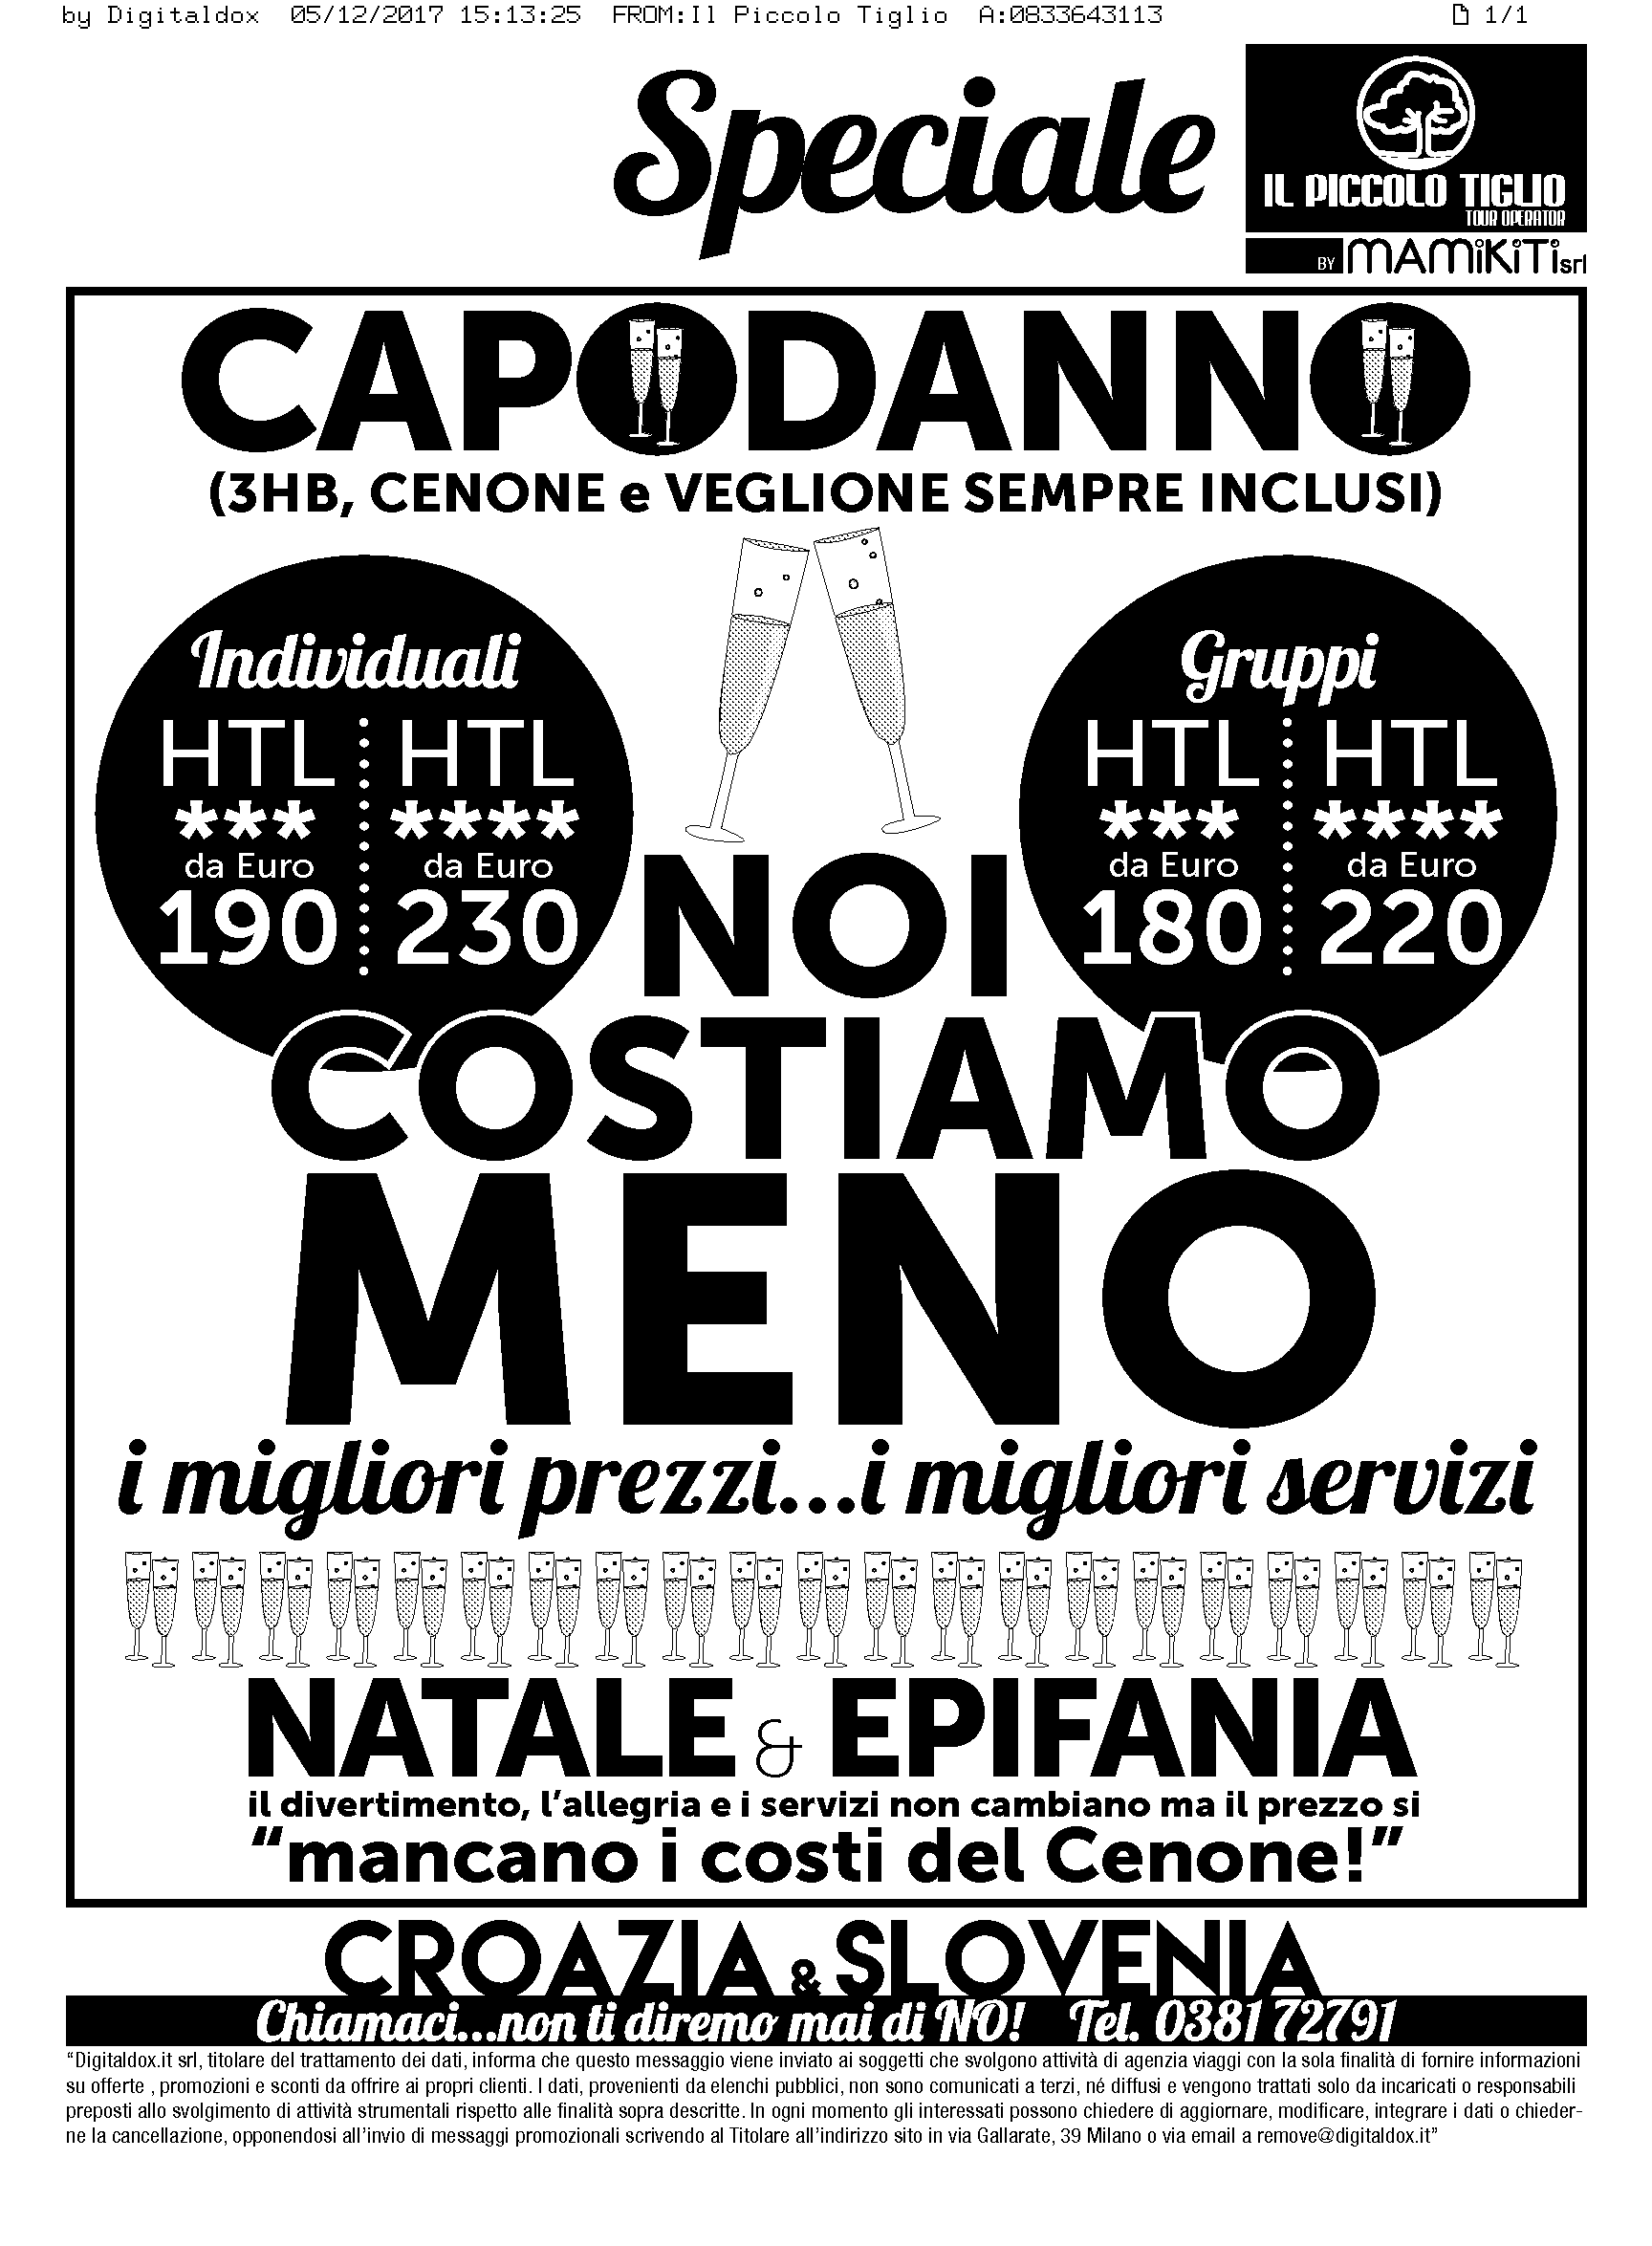 by Digitaldox 05/12/2017 15:13:25 FROM:Il Piccolo Tiglio A:0833643113 1/1
Speciale
IL PICCOLO TIGLIO
TOUR OPERATOR
BY MAMiKiTi srl
CAPODANNO
(3HB, CENONE e VEGLIONE SEMPRE INCLUSI)
Individuali
HTL HTL
*** ****
da Euro da Euro
190 230
Gruppi
HTL HTL
*** ****
da Euro da Euro
180 220
NOI
COSTIAMO
MENO
i migliori prezzi...i migliori servizi
NATALE & EPIFANIA
il divertimento, l'allegria e i servizi non cambiano ma il prezzo si
“mancano i costi del Cenone!”
CROAZIA & SLOVENIA
Chiamaci...non ti diremo mai di NO! Tel. 0381 72791
“Digitaldox.it srl, titolare del trattamento dei dati, informa che questo messaggio viene inviato ai soggetti che svolgono attività di agenzia viaggi con la sola finalità di fornire informazioni
su offerte , promozioni e sconti da offrire ai propri clienti. I dati, provenienti da elenchi pubblici, non sono comunicati a terzi, né diffusi e vengono trattati solo da incaricati o responsabili
preposti allo svolgimento di attività strumentali rispetto alle finalità sopra descritte. In ogni momento gli interessati possono chiedere di aggiornare, modificare, integrare i dati o chieder-
ne la cancellazione, opponendosi all'invio di messaggi promozionali scrivendo al Titolare all'indirizzo sito in via Gallarate, 39 Milano o via email a remove@digitaldox.it”